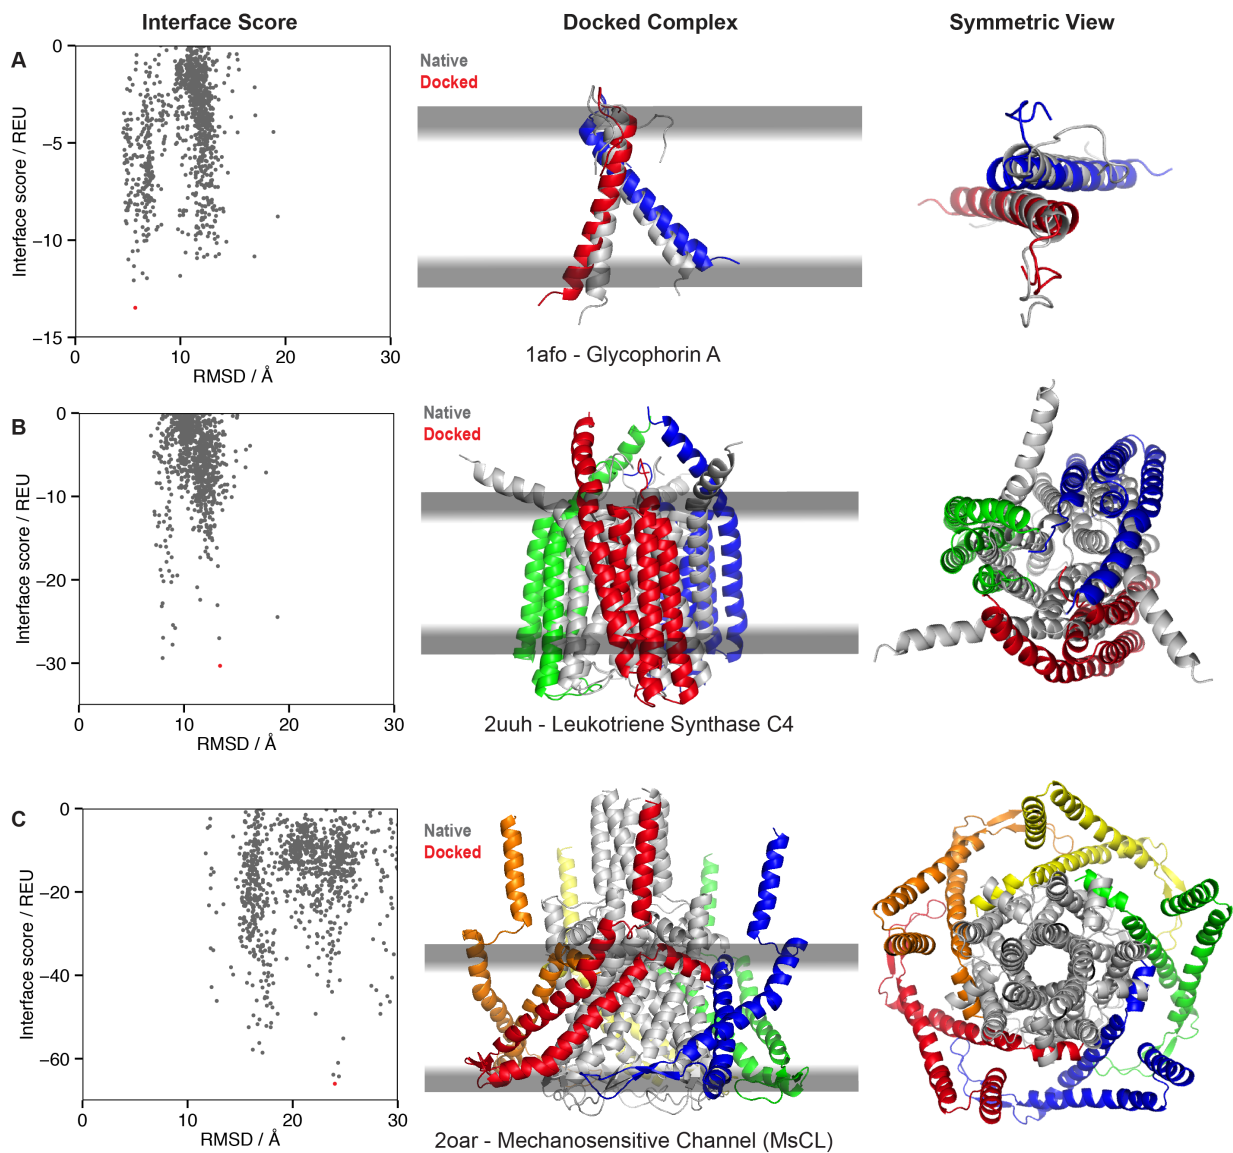 Interface Score
Docked Complex
Symmetric View
A
0
−5
−10
−15
Interface score / REU
0
10
20
30
RMSD / Å
Native
Docked
1afo - Glycophorin A
B
0
−10
−20
−30
Interface score / REU
0
10
20
30
RMSD / Å
Native
Docked
2uuh - Leukotriene Synthase C4
C
0
−20
−40
−60
Interface score / REU
0
10
20
30
RMSD / Å
Native
Docked
2oar - Mechanosensitive Channel (MsCL)